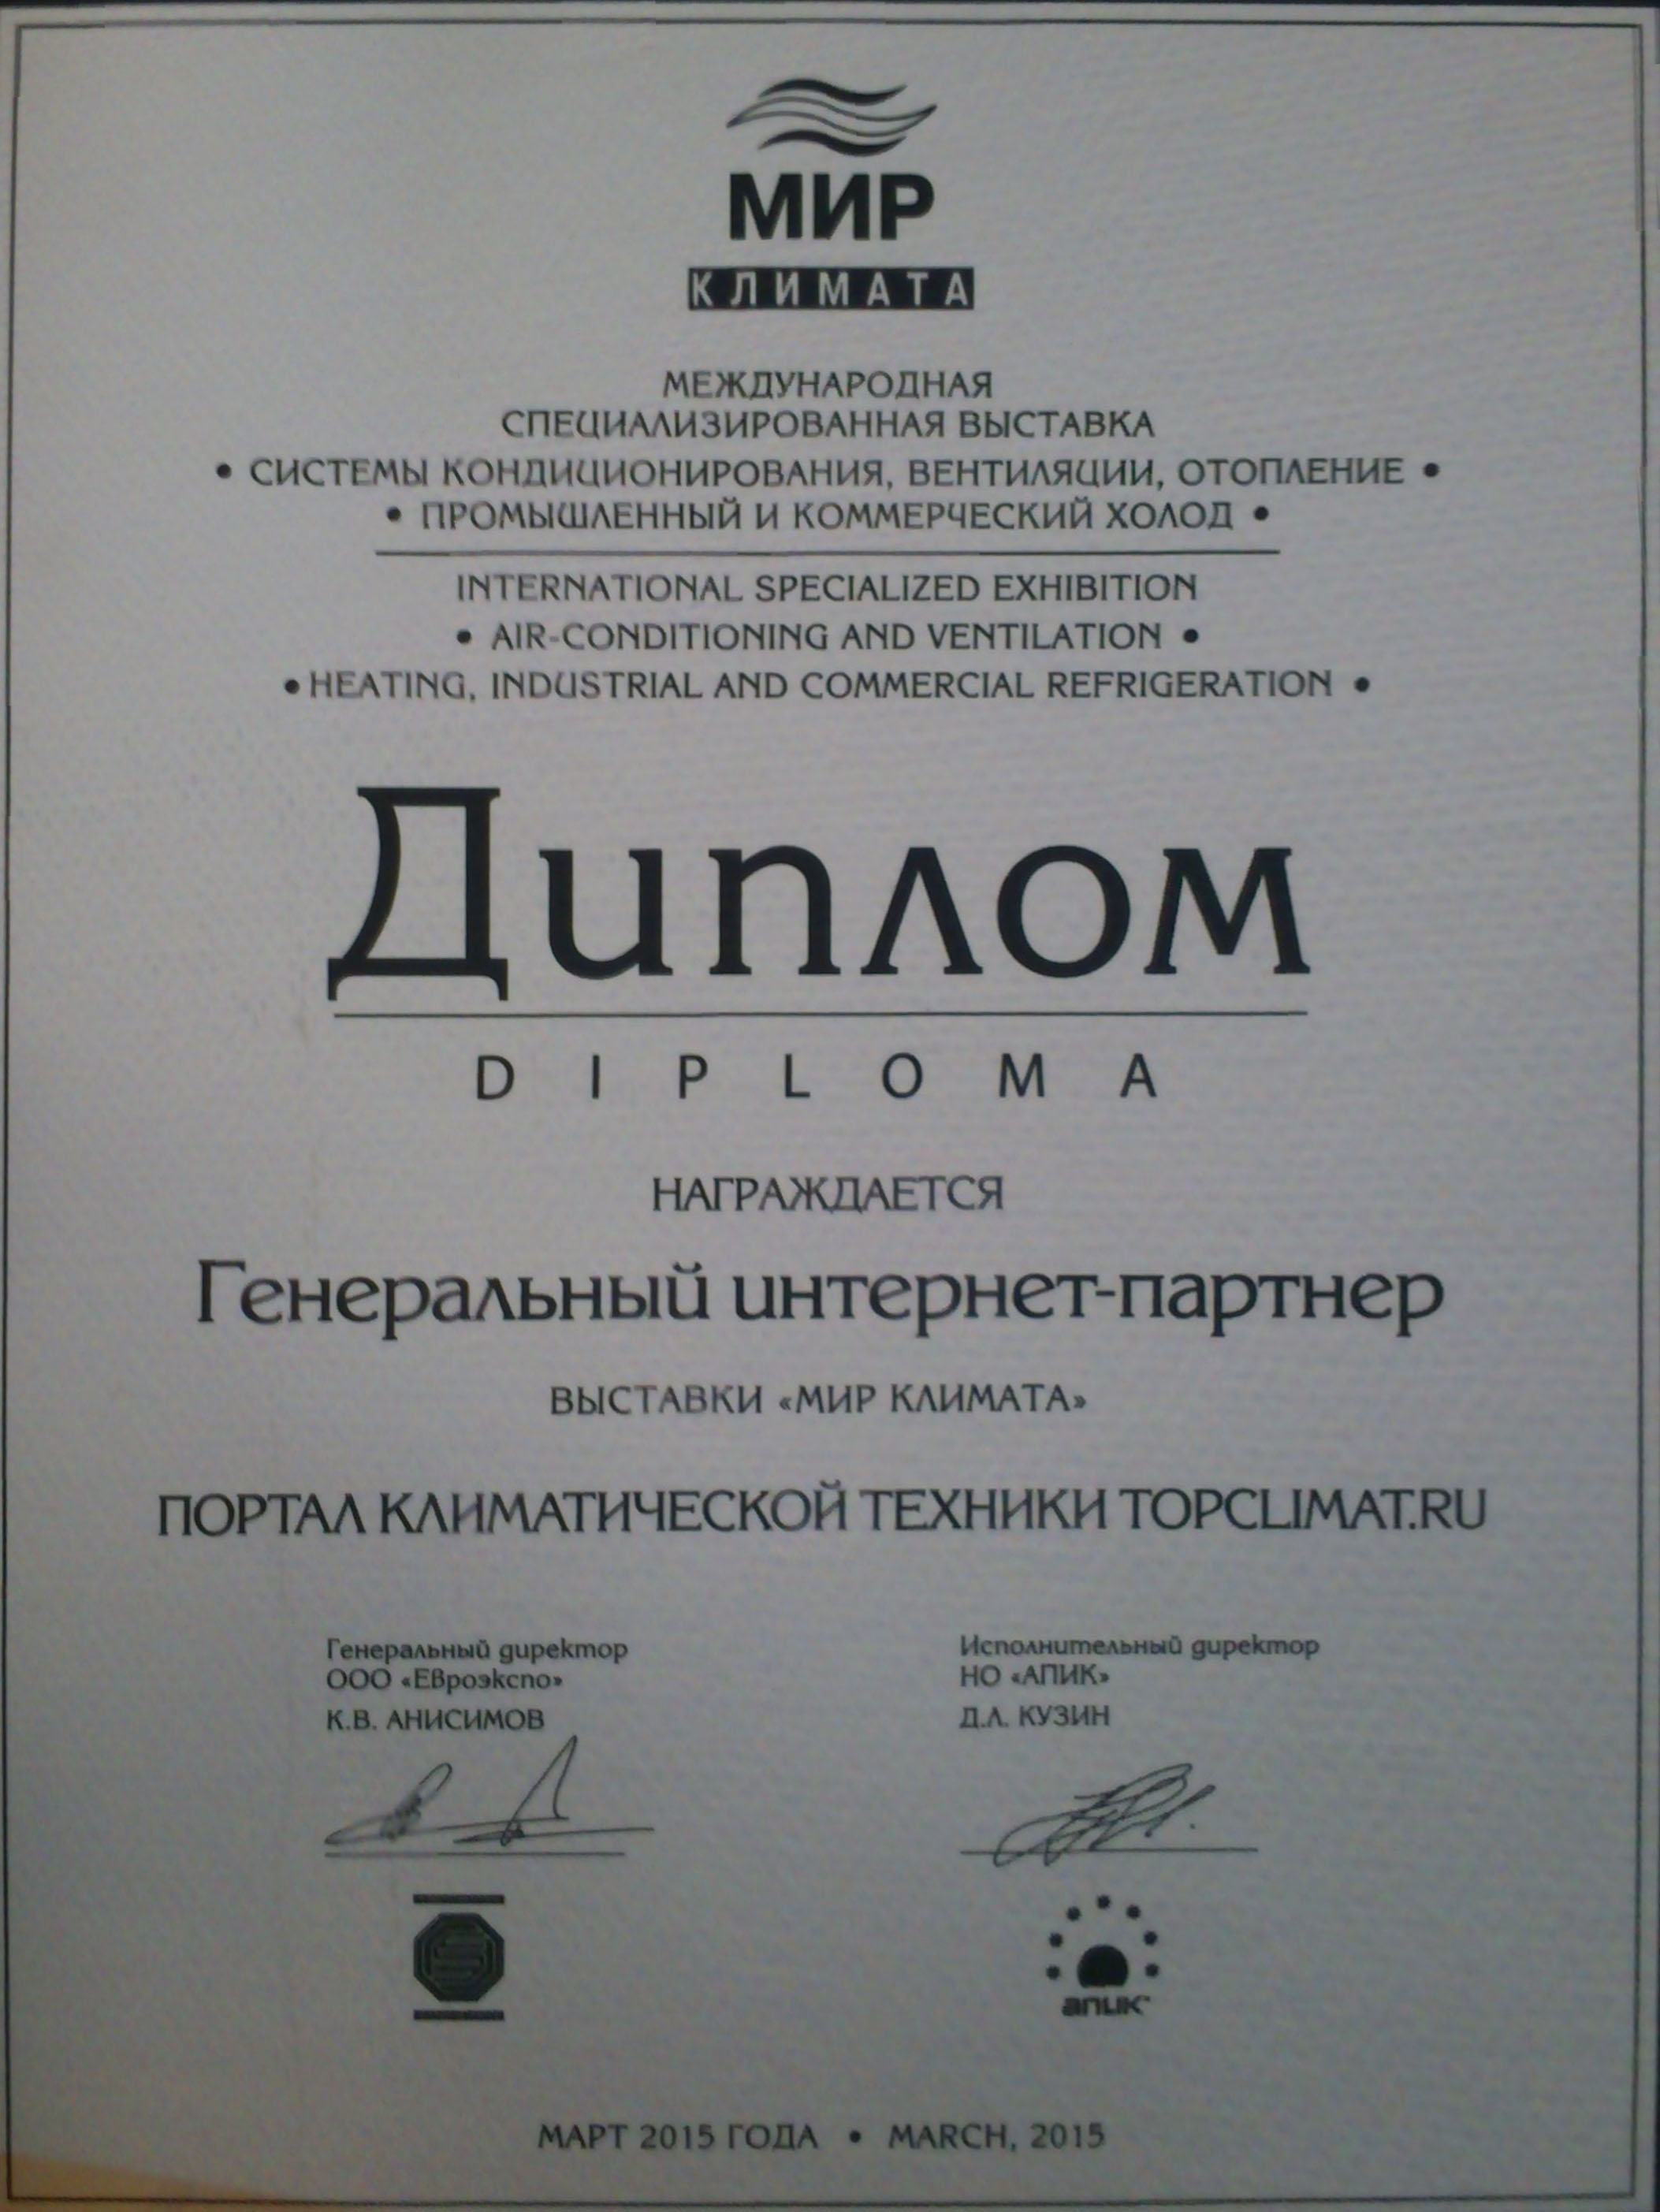 МИР
КЛИМАТА
МЕЖДУНАРОДНАЯ
СПЕЦИАЛИЗИРОВАННАЯ ВЫСТАВКА
• СИСТЕМЫ КОНДИЦИОНИРОВАНИЯ, ВЕНТИЛЯЦИИ, ОТОПЛЕНИЕ •
• ПРОМЫШЛЕННЫЙ И КОММЕРЧЕСКИЙ ХОЛОД •
INTERNATIONAL SPECIALIZED EXHIBITION
• AIR-CONDITIONING AND VENTILATION •
• HEATING, INDUSTRIAL AND COMMERCIAL REFRIGERATION •
Диплом
DIPLOMA
НАГРАЖДАЕТСЯ
Генеральный интернет-партнер
ВЫСТАВКИ «МИР КЛИМАТА»
ПОРТАЛ КЛИМАТИЧЕСКОЙ ТЕХНИКИ TOPCLIMAT.RU
Генеральный директор
ООО «Евроэкспо»
К.В. АНИСИМОВ
Исполнительный директор
НО «АПИК»
Д.Л. КУЗИН
апик
МАРТ 2015 ГОДА • MARCH, 2015